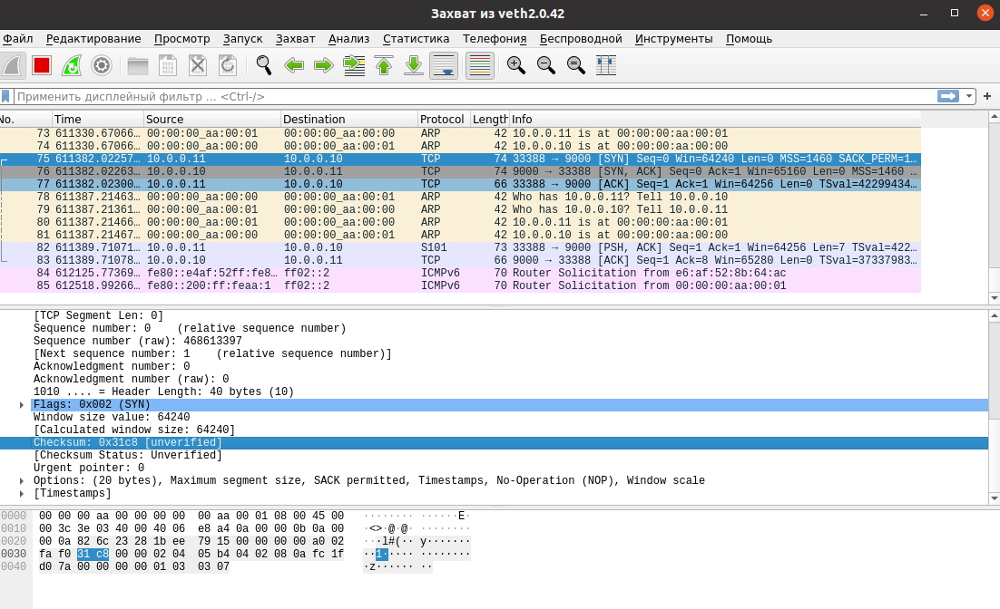 Захват из veth2.0.42
Файл Редактирование Просмотр Запуск Захват Анализ Статистика Телефония Беспроводной Инструменты Помощь
Применить дисплейный фильтр … <Ctrl-/>
No. Time Source Destination Protocol Length Info
73 611330.67066… 00:00:00_aa:00:01 00:00:00_aa:00:00 ARP 42 10.0.0.11 is at 00:00:00:aa:00:01
74 611330.67066… 00:00:00_aa:00:00 00:00:00_aa:00:01 ARP 42 10.0.0.10 is at 00:00:00:aa:00:00
75 611382.02257… 10.0.0.11 10.0.0.10 TCP 74 33388 → 9000 [SYN] Seq=0 Win=64240 Len=0 MSS=1460 SACK_PERM=1…
76 611382.02263… 10.0.0.10 10.0.0.11 TCP 74 9000 → 33388 [SYN, ACK] Seq=0 Ack=1 Win=65160 Len=0 MSS=1460 …
77 611382.02300… 10.0.0.11 10.0.0.10 TCP 66 33388 → 9000 [ACK] Seq=1 Ack=1 Win=64256 Len=0 TSval=42299434…
78 611387.21463… 00:00:00_aa:00:00 00:00:00_aa:00:01 ARP 42 Who has 10.0.0.11? Tell 10.0.0.10
79 611387.21361… 00:00:00_aa:00:01 00:00:00_aa:00:00 ARP 42 Who has 10.0.0.10? Tell 10.0.0.11
80 611387.21466… 00:00:00_aa:00:01 00:00:00_aa:00:00 ARP 42 10.0.0.11 is at 00:00:00:aa:00:01
81 611387.21467… 00:00:00_aa:00:00 00:00:00_aa:00:01 ARP 42 10.0.0.10 is at 00:00:00:aa:00:00
82 611389.71071… 10.0.0.11 10.0.0.10 S101 73 33388 → 9000 [PSH, ACK] Seq=1 Ack=1 Win=64256 Len=7 TSval=422…
83 611389.71078… 10.0.0.10 10.0.0.11 TCP 66 9000 → 33388 [ACK] Seq=1 Ack=8 Win=65280 Len=0 TSval=37337983…
84 612125.77369… fe80::e4af:52ff:fe8… ff02::2 ICMPv6 70 Router Solicitation from e6:af:52:8b:64:ac
85 612518.99266… fe80::200:ff:feaa:1 ff02::2 ICMPv6 70 Router Solicitation from 00:00:00:aa:00:01
[TCP Segment Len: 0]
Sequence number: 0 (relative sequence number)
Sequence number (raw): 468613397
[Next sequence number: 1 (relative sequence number)]
Acknowledgment number: 0
Acknowledgment number (raw): 0
1010 .... = Header Length: 40 bytes (10)
Flags: 0x002 (SYN)
Window size value: 64240
[Calculated window size: 64240]
Checksum: 0x31c8 [unverified]
[Checksum Status: Unverified]
Urgent pointer: 0
Options: (20 bytes), Maximum segment size, SACK permitted, Timestamps, No-Operation (NOP), Window scale
[Timestamps]
0000 00 00 00 aa 00 00 00 00 00 aa 00 01 08 00 45 00 ········ ······E·
0010 00 3c 3e 03 40 00 40 06 e8 a4 0a 00 00 0b 0a 00 ·<>·@·@· ········
0020 00 0a 82 6c 23 28 1b ee 79 15 00 00 00 00 a0 02 ···l#(·· y·······
0030 fa f0 31 c8 00 00 02 04 05 b4 04 02 08 0a fc 1f ··1····· ········
0040 d0 7a 00 00 00 00 01 03 03 07 ·z······ ··